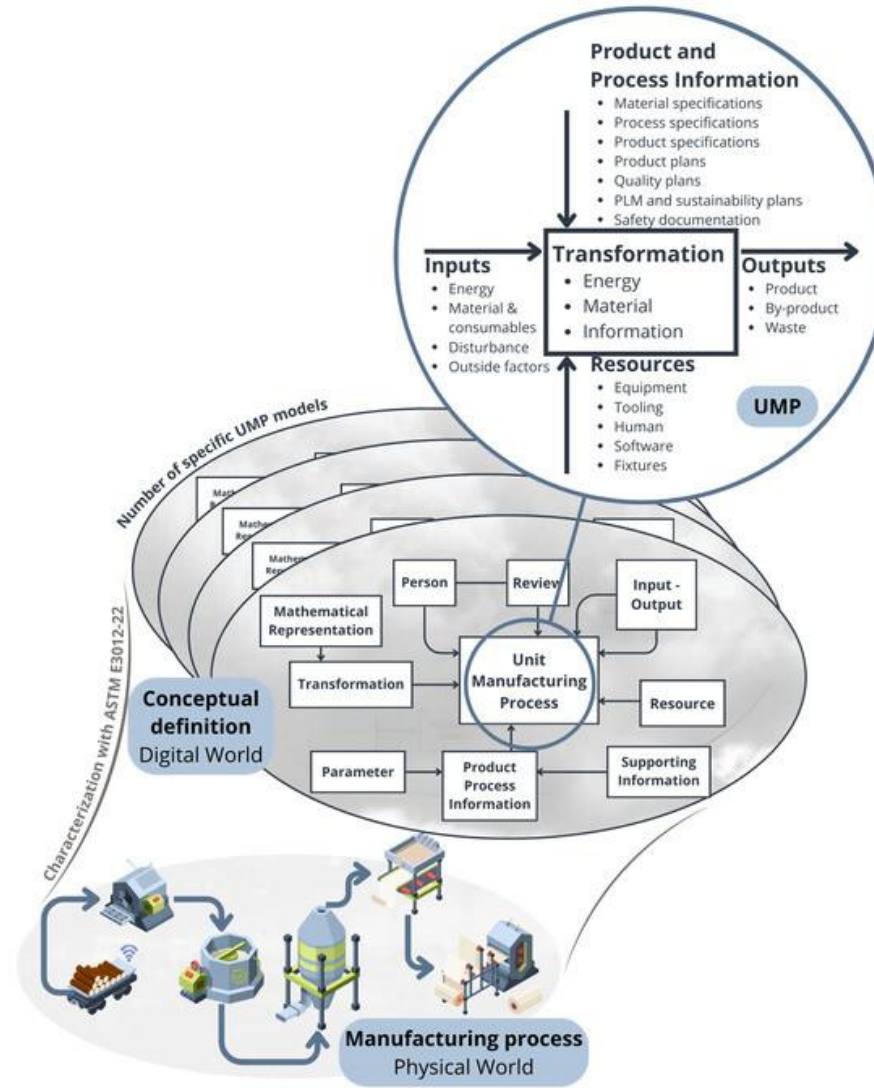 Product and
Process Information
• Material specifications
• Process specifications
• Product specifications
• Product plans
• Quality plans
• PLM and sustainability plans
• Safety documentation
Inputs
• Energy
• Material &
consumables
• Disturbance
• Outside factors
Transformation
• Energy
• Material
• Information
Outputs
• Product
• By-product
• Waste
Resources
• Equipment
• Tooling
• Human
• Software
• Fixtures
UMP
Number of specific UMP models
Person
Review
Input -
Output
Mathematical
Representation
Unit
Manufacturing
Process
Transformation
Resource
Parameter
Product
Process
Information
Supporting
Information
Conceptual
definition
Digital World
Characterization with ASTM E3012-22
Manufacturing process
Physical World